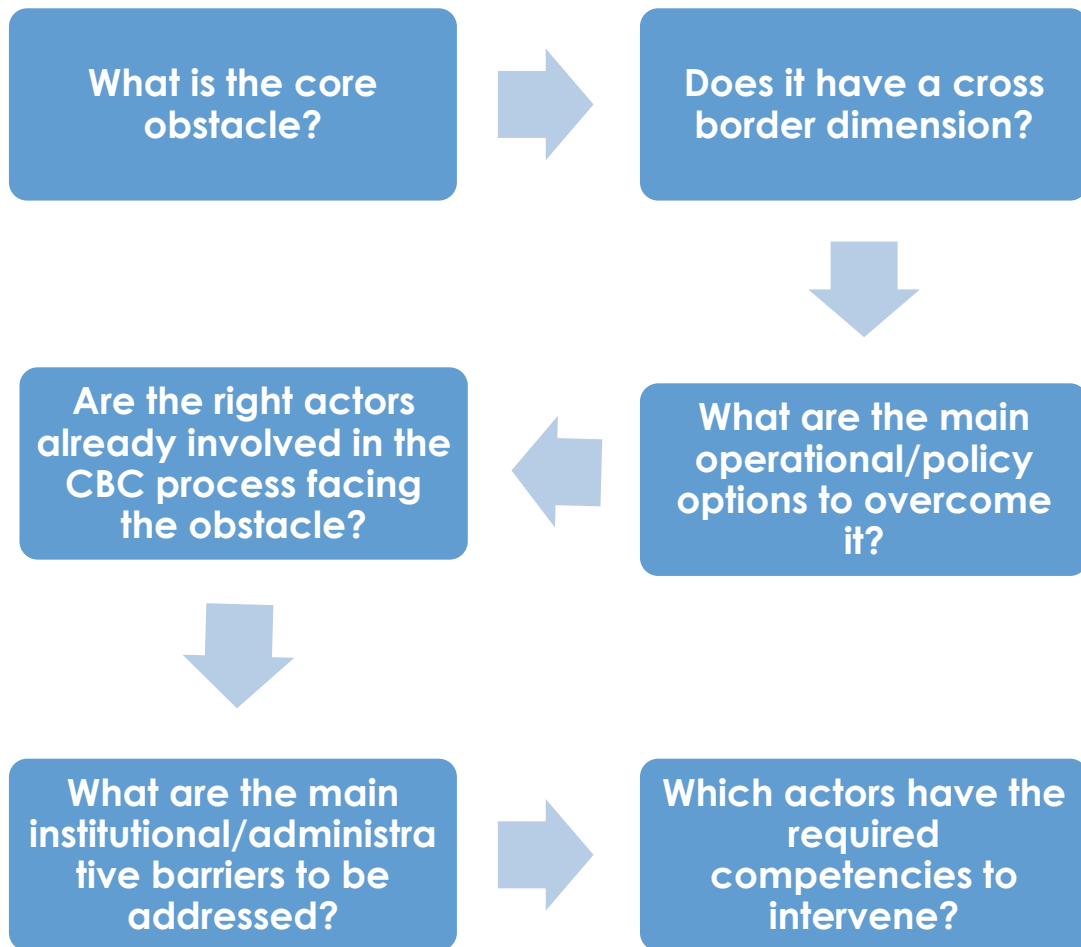 What is the core
obstacle?
Does it have a cross
border dimension?
What are the main
operational/policy
options to overcome
it?
Are the right actors
already involved in the
CBC process facing
the obstacle?
What are the main
institutional/administra
tive barriers to be
addressed?
Which actors have the
required
competencies to
intervene?